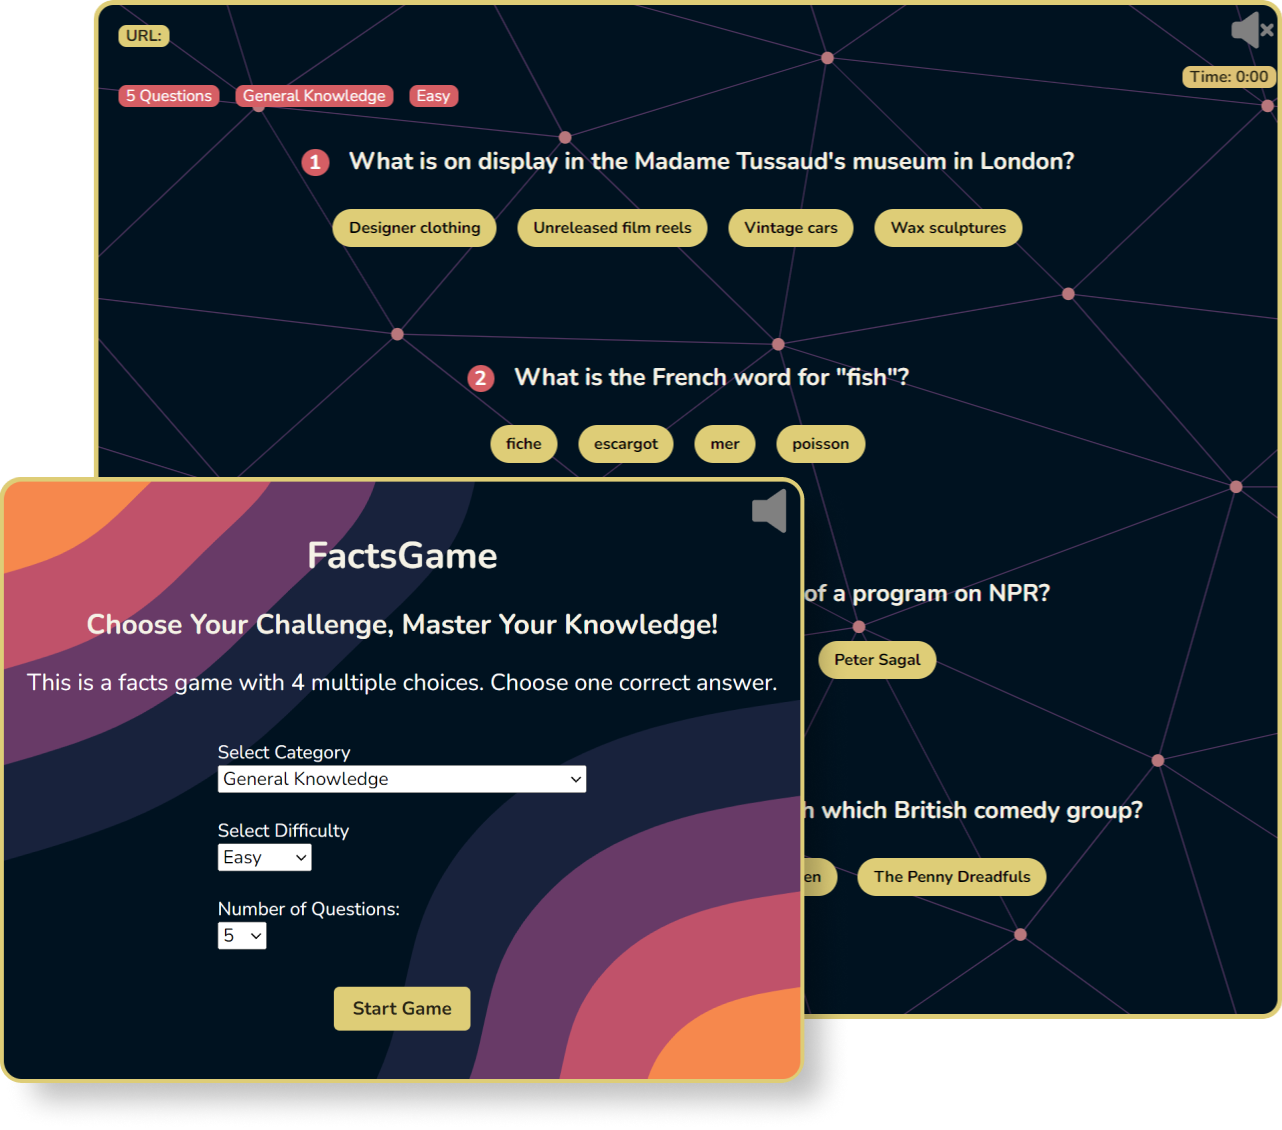 URL:
Time: 0:00
5 Questions General Knowledge Easy
1 What is on display in the Madame Tussaud's museum in London?
Designer clothing Unreleased film reels Vintage cars Wax sculptures
2 What is the French word for "fish"?
fiche escargot mer poisson
of a program on NPR?
Peter Sagal
which British comedy group?
The Penny Dreadfuls
FactsGame
Choose Your Challenge, Master Your Knowledge!
This is a facts game with 4 multiple choices. Choose one correct answer.
Select Category
General Knowledge
Select Difficulty
Easy
Number of Questions:
5
Start Game